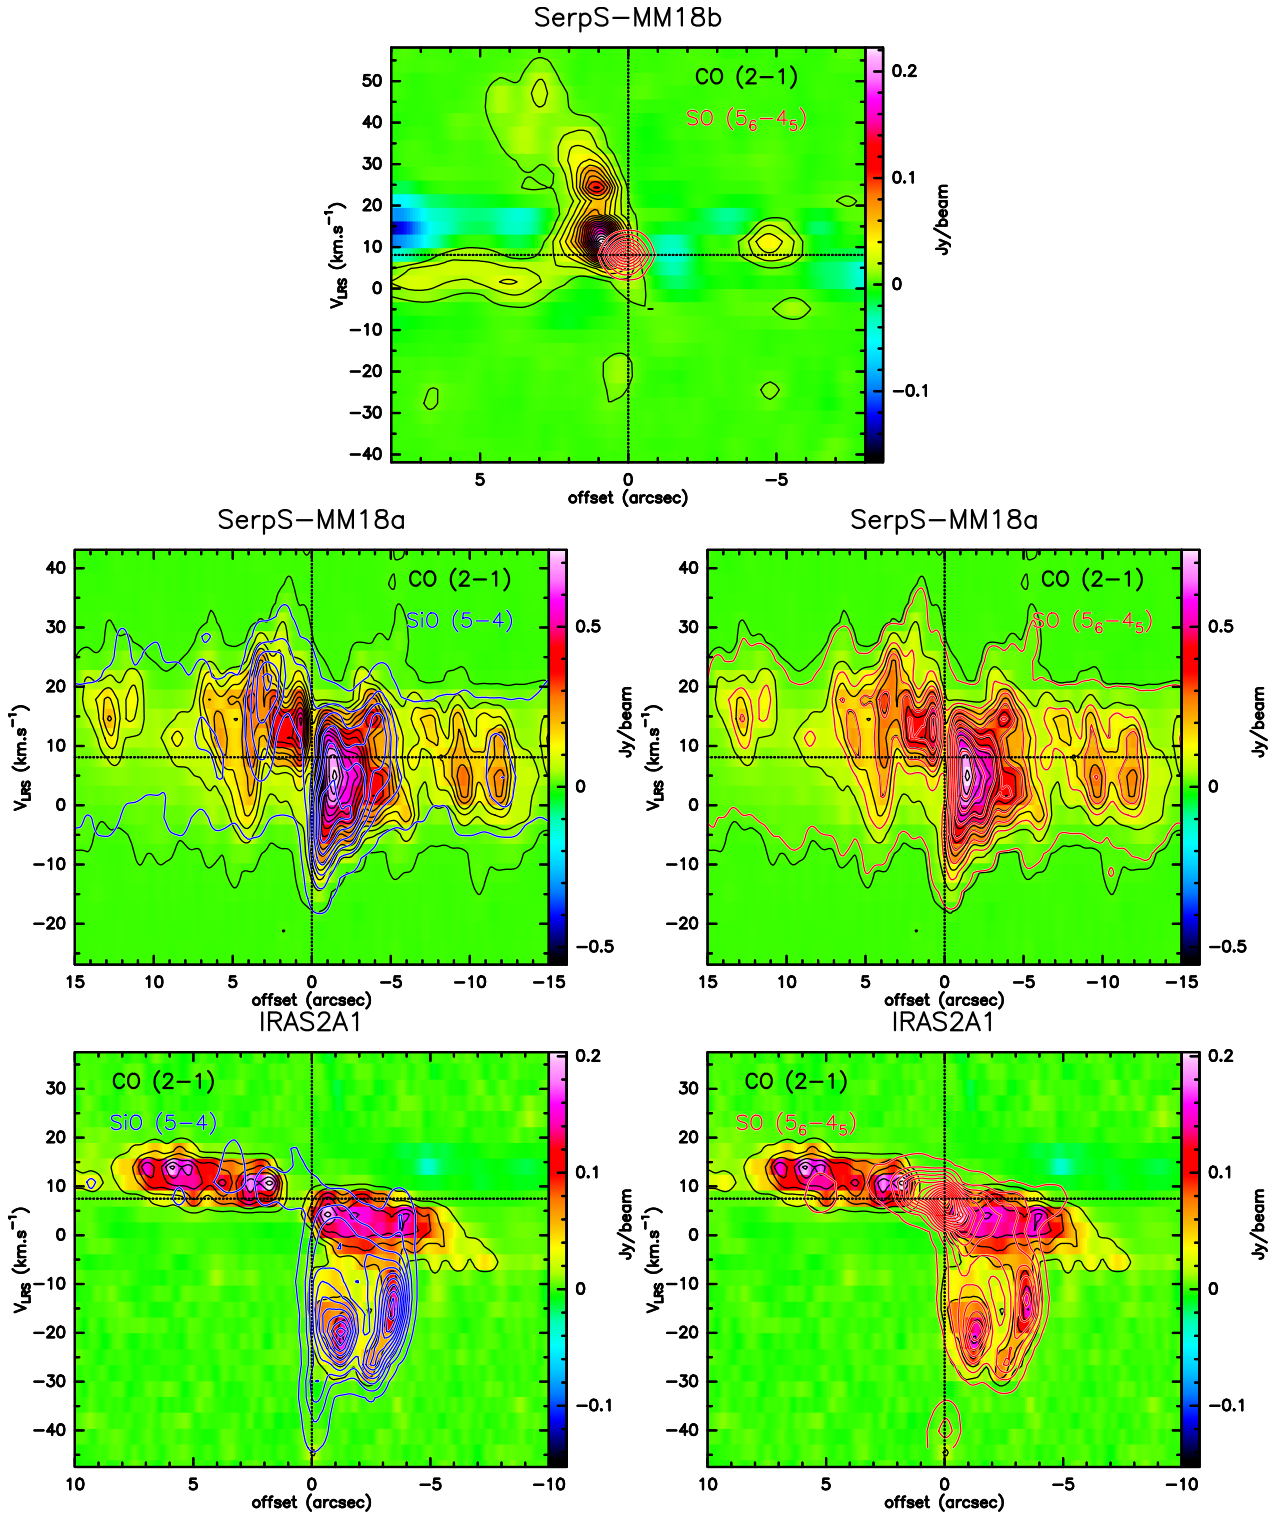 SerpS-MM18b
CO (2-1)
SO (5₆-4₅)
50
40
30
20
10
0
-10
-20
-30
-40
V_LRS (km.s⁻¹)
5 0 -5
offset (arcsec)
0.2
0.1
0
-0.1
Jy/beam
SerpS-MM18a
CO (2-1)
SiO (5-4)
40
30
20
10
0
-10
-20
V_LRS (km.s⁻¹)
15 10 5 0 -5 -10 -15
offset (arcsec)
0.5
0
-0.5
Jy/beam
SerpS-MM18a
CO (2-1)
SO (5₆-4₅)
40
30
20
10
0
-10
-20
V_LRS (km.s⁻¹)
15 10 5 0 -5 -10 -15
offset (arcsec)
0.5
0
-0.5
Jy/beam
IRAS2A1
CO (2-1)
SiO (5-4)
30
20
10
0
-10
-20
-30
-40
V_LRS (km.s⁻¹)
10 5 0 -5 -10
offset (arcsec)
0.2
0.1
0
-0.1
Jy/beam
IRAS2A1
CO (2-1)
SO (5₆-4₅)
30
20
10
0
-10
-20
-30
-40
V_LRS (km.s⁻¹)
10 5 0 -5 -10
offset (arcsec)
0.2
0.1
0
-0.1
Jy/beam